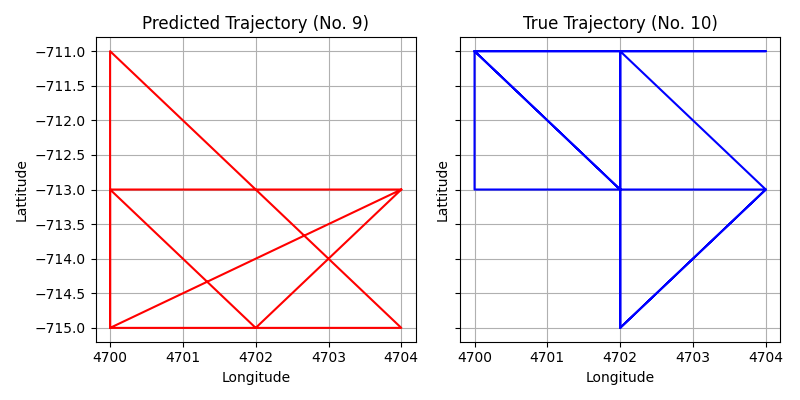 Predicted Trajectory (No. 9)
True Trajectory (No. 10)
−711.0
−711.5
−712.0
−712.5
−713.0
−713.5
−714.0
−714.5
−715.0
Lattitude
Lattitude
4700 4701 4702 4703 4704
4700 4701 4702 4703 4704
Longitude
Longitude